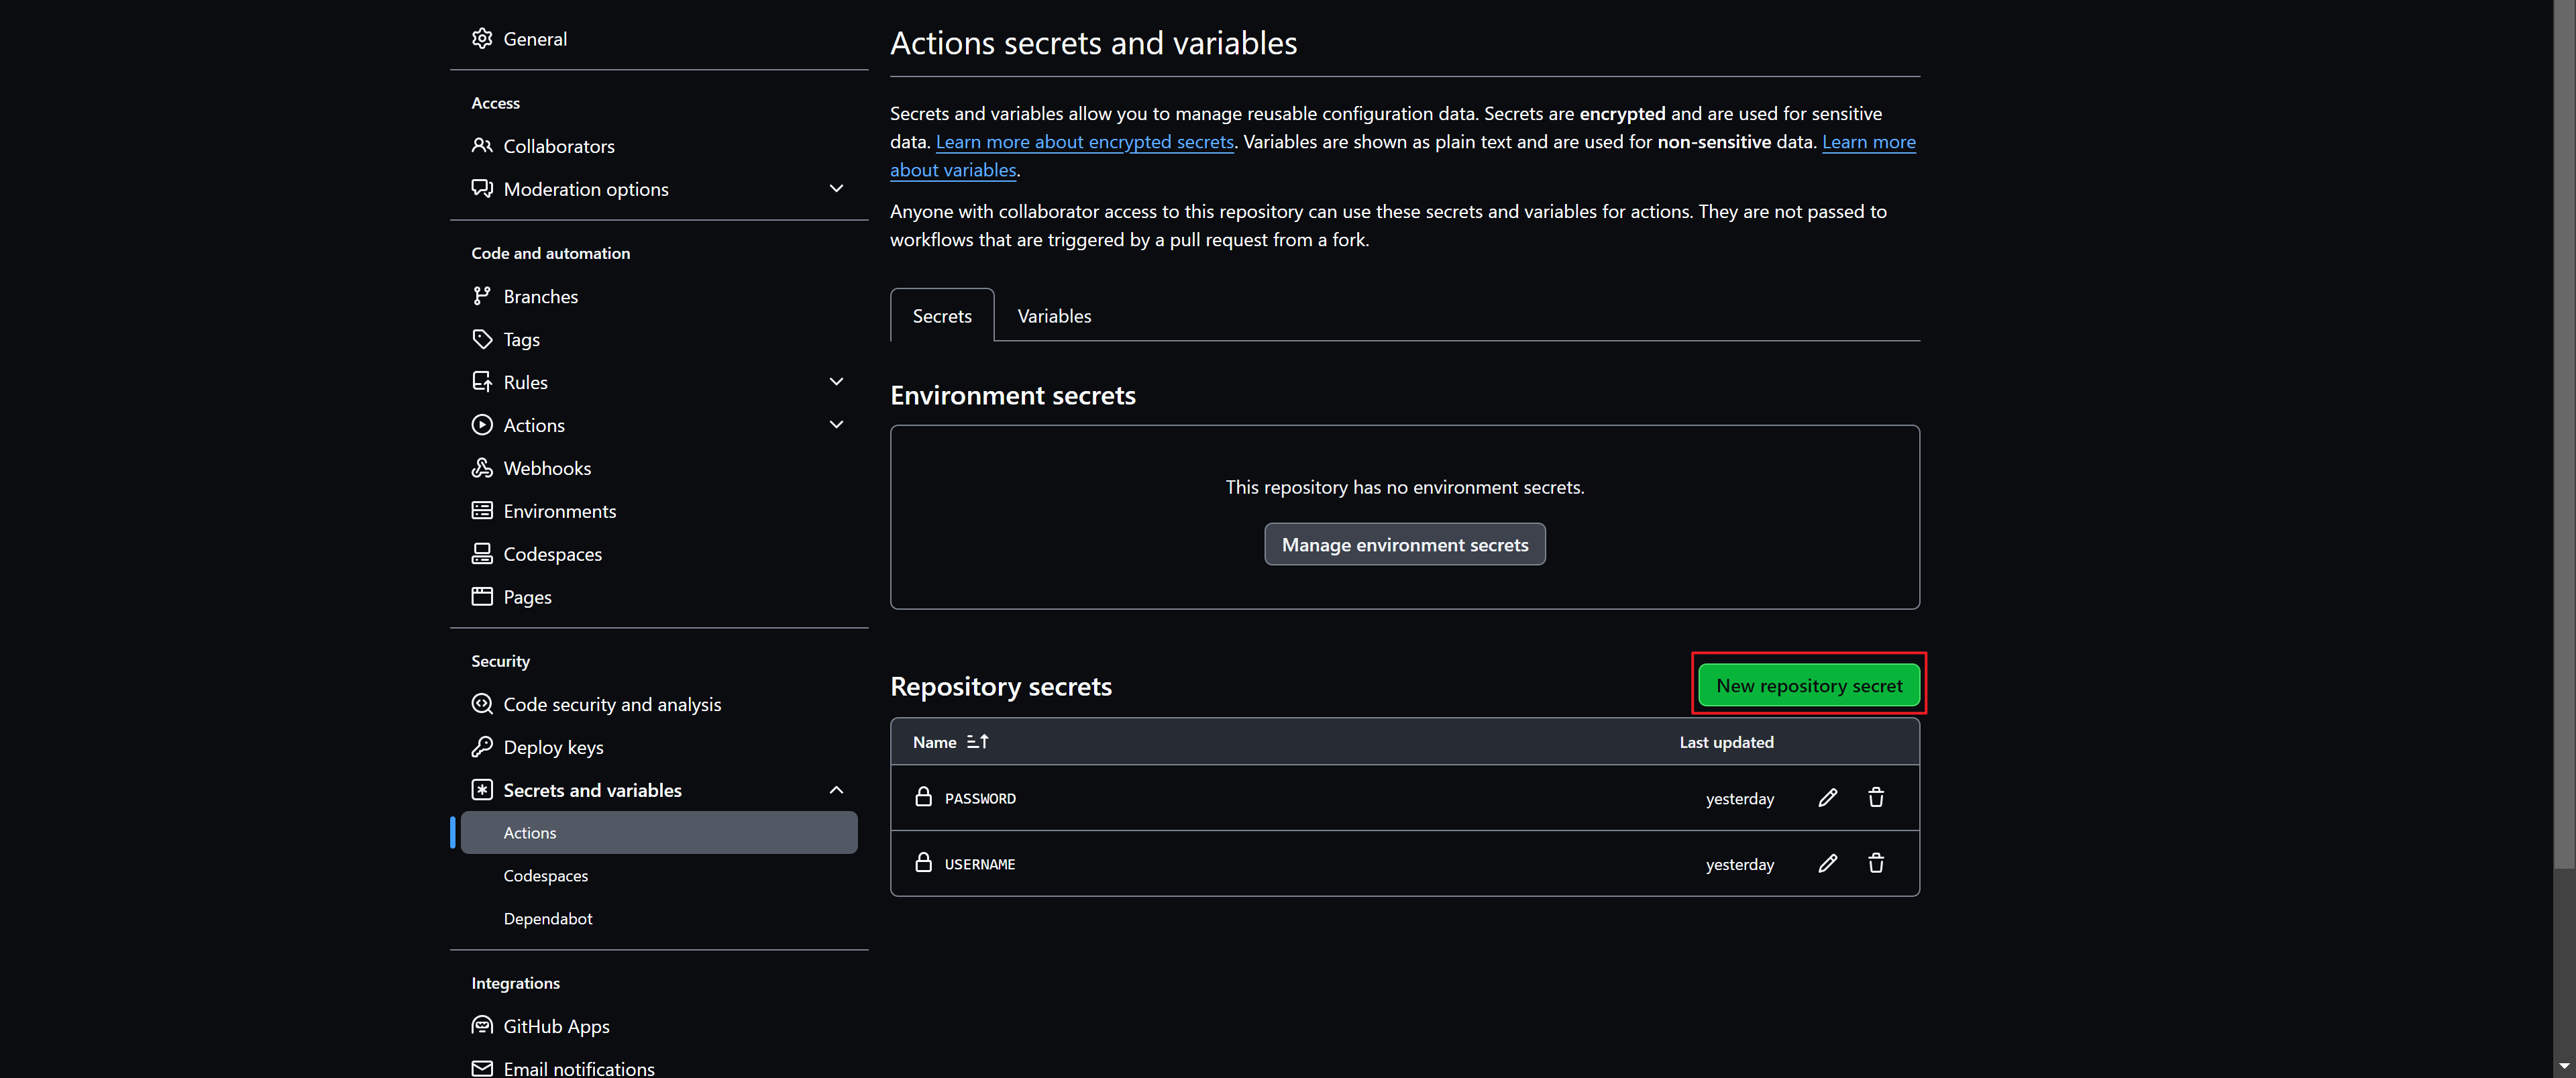 General
Access
Collaborators
Moderation options
Code and automation
Branches
Tags
Rules
Actions
Webhooks
Environments
Codespaces
Pages
Security
Code security and analysis
Deploy keys
Secrets and variables
Actions
Codespaces
Dependabot
Integrations
GitHub Apps
Email notifications
Actions secrets and variables
Secrets and variables allow you to manage reusable configuration data. Secrets are encrypted and are used for sensitive
data. Learn more about encrypted secrets. Variables are shown as plain text and are used for non-sensitive data. Learn more
about variables.
Anyone with collaborator access to this repository can use these secrets and variables for actions. They are not passed to
workflows that are triggered by a pull request from a fork.
Secrets Variables
Environment secrets
This repository has no environment secrets.
Manage environment secrets
Repository secrets New repository secret
Name Last updated
PASSWORD yesterday
USERNAME yesterday